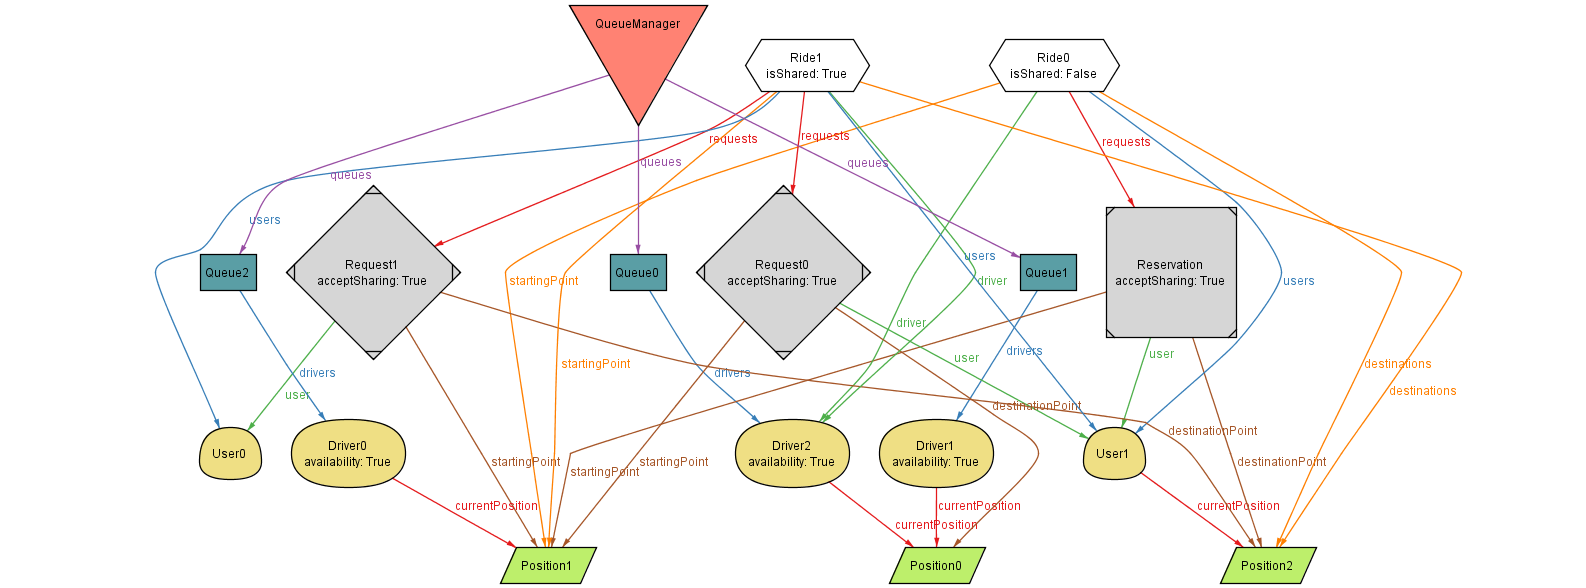 QueueManager
Ride1
isShared: True
Ride0
isShared: False
requests
requests
requests
queues
queues
queues
users
Queue2
Request1
acceptSharing: True
Queue0
Request0
acceptSharing: True
users
Queue1
Reservation
acceptSharing: True
startingPoint
driver
users
driver
drivers
user
user
startingPoint
drivers
drivers
destinations
destinations
user
destinationPoint
destinationPoint
User0
Driver0
availability: True
Driver2
availability: True
Driver1
availability: True
User1
startingPoint
startingPoint
startingPoint
destinationPoint
currentPosition
currentPosition
currentPosition
currentPosition
Position1
Position0
Position2